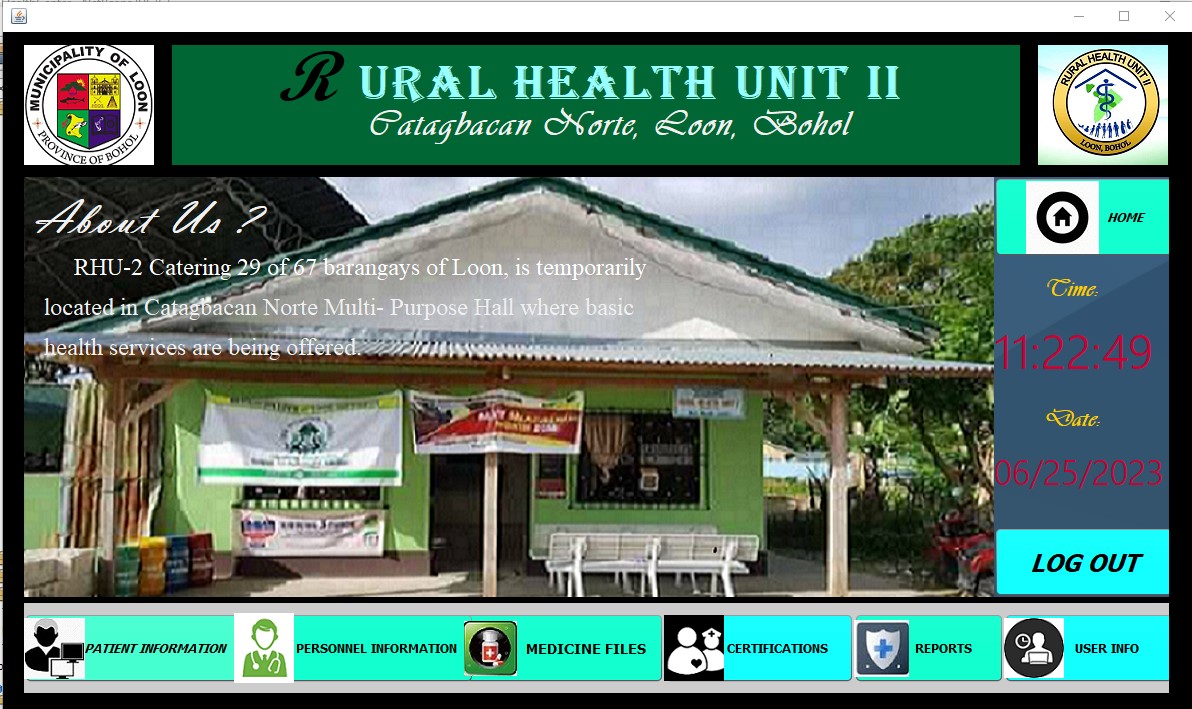 MUNICIPALITY OF LOON
PROVINCE OF BOHOL
RURAL HEALTH UNIT II
Catagbacan Norte, Loon, Bohol
RURAL HEALTH UNIT II
LOON, BOHOL
About Us ?
RHU-2 Catering 29 of 67 barangays of Loon, is temporarily
located in Catagbacan Norte Multi- Purpose Hall where basic
health services are being offered.
HOME
Time:
11:22:49
Date:
06/25/2023
LOG OUT
PATIENT INFORMATION
PERSONNEL INFORMATION
MEDICINE FILES
CERTIFICATIONS
REPORTS
USER INFO